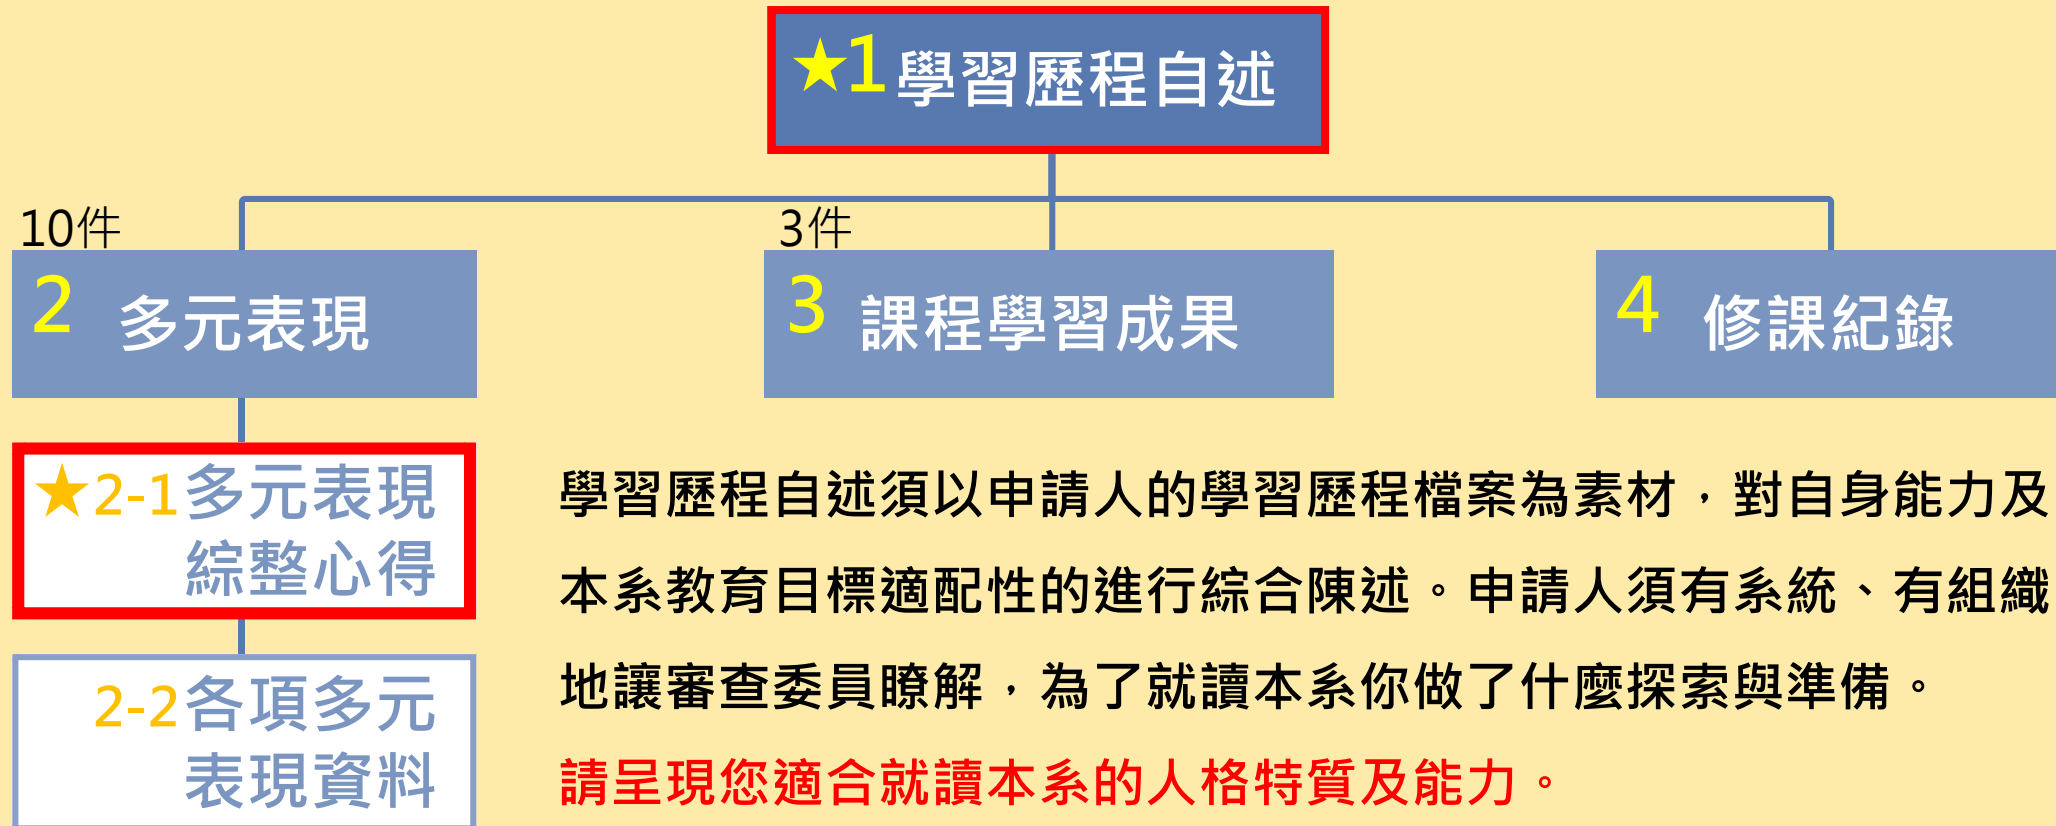 ★1 學習歷程自述
10件
3件
2 多元表現
3 課程學習成果
4 修課紀錄
★2-1多元表現
綜整心得
2-2各項多元
表現資料
學習歷程自述須以申請人的學習歷程檔案為素材，對自身能力及
本系教育目標適配性的進行綜合陳述。申請人須有系統、有組織
地讓審查委員瞭解，為了就讀本系你做了什麼探索與準備。
請呈現您適合就讀本系的人格特質及能力。